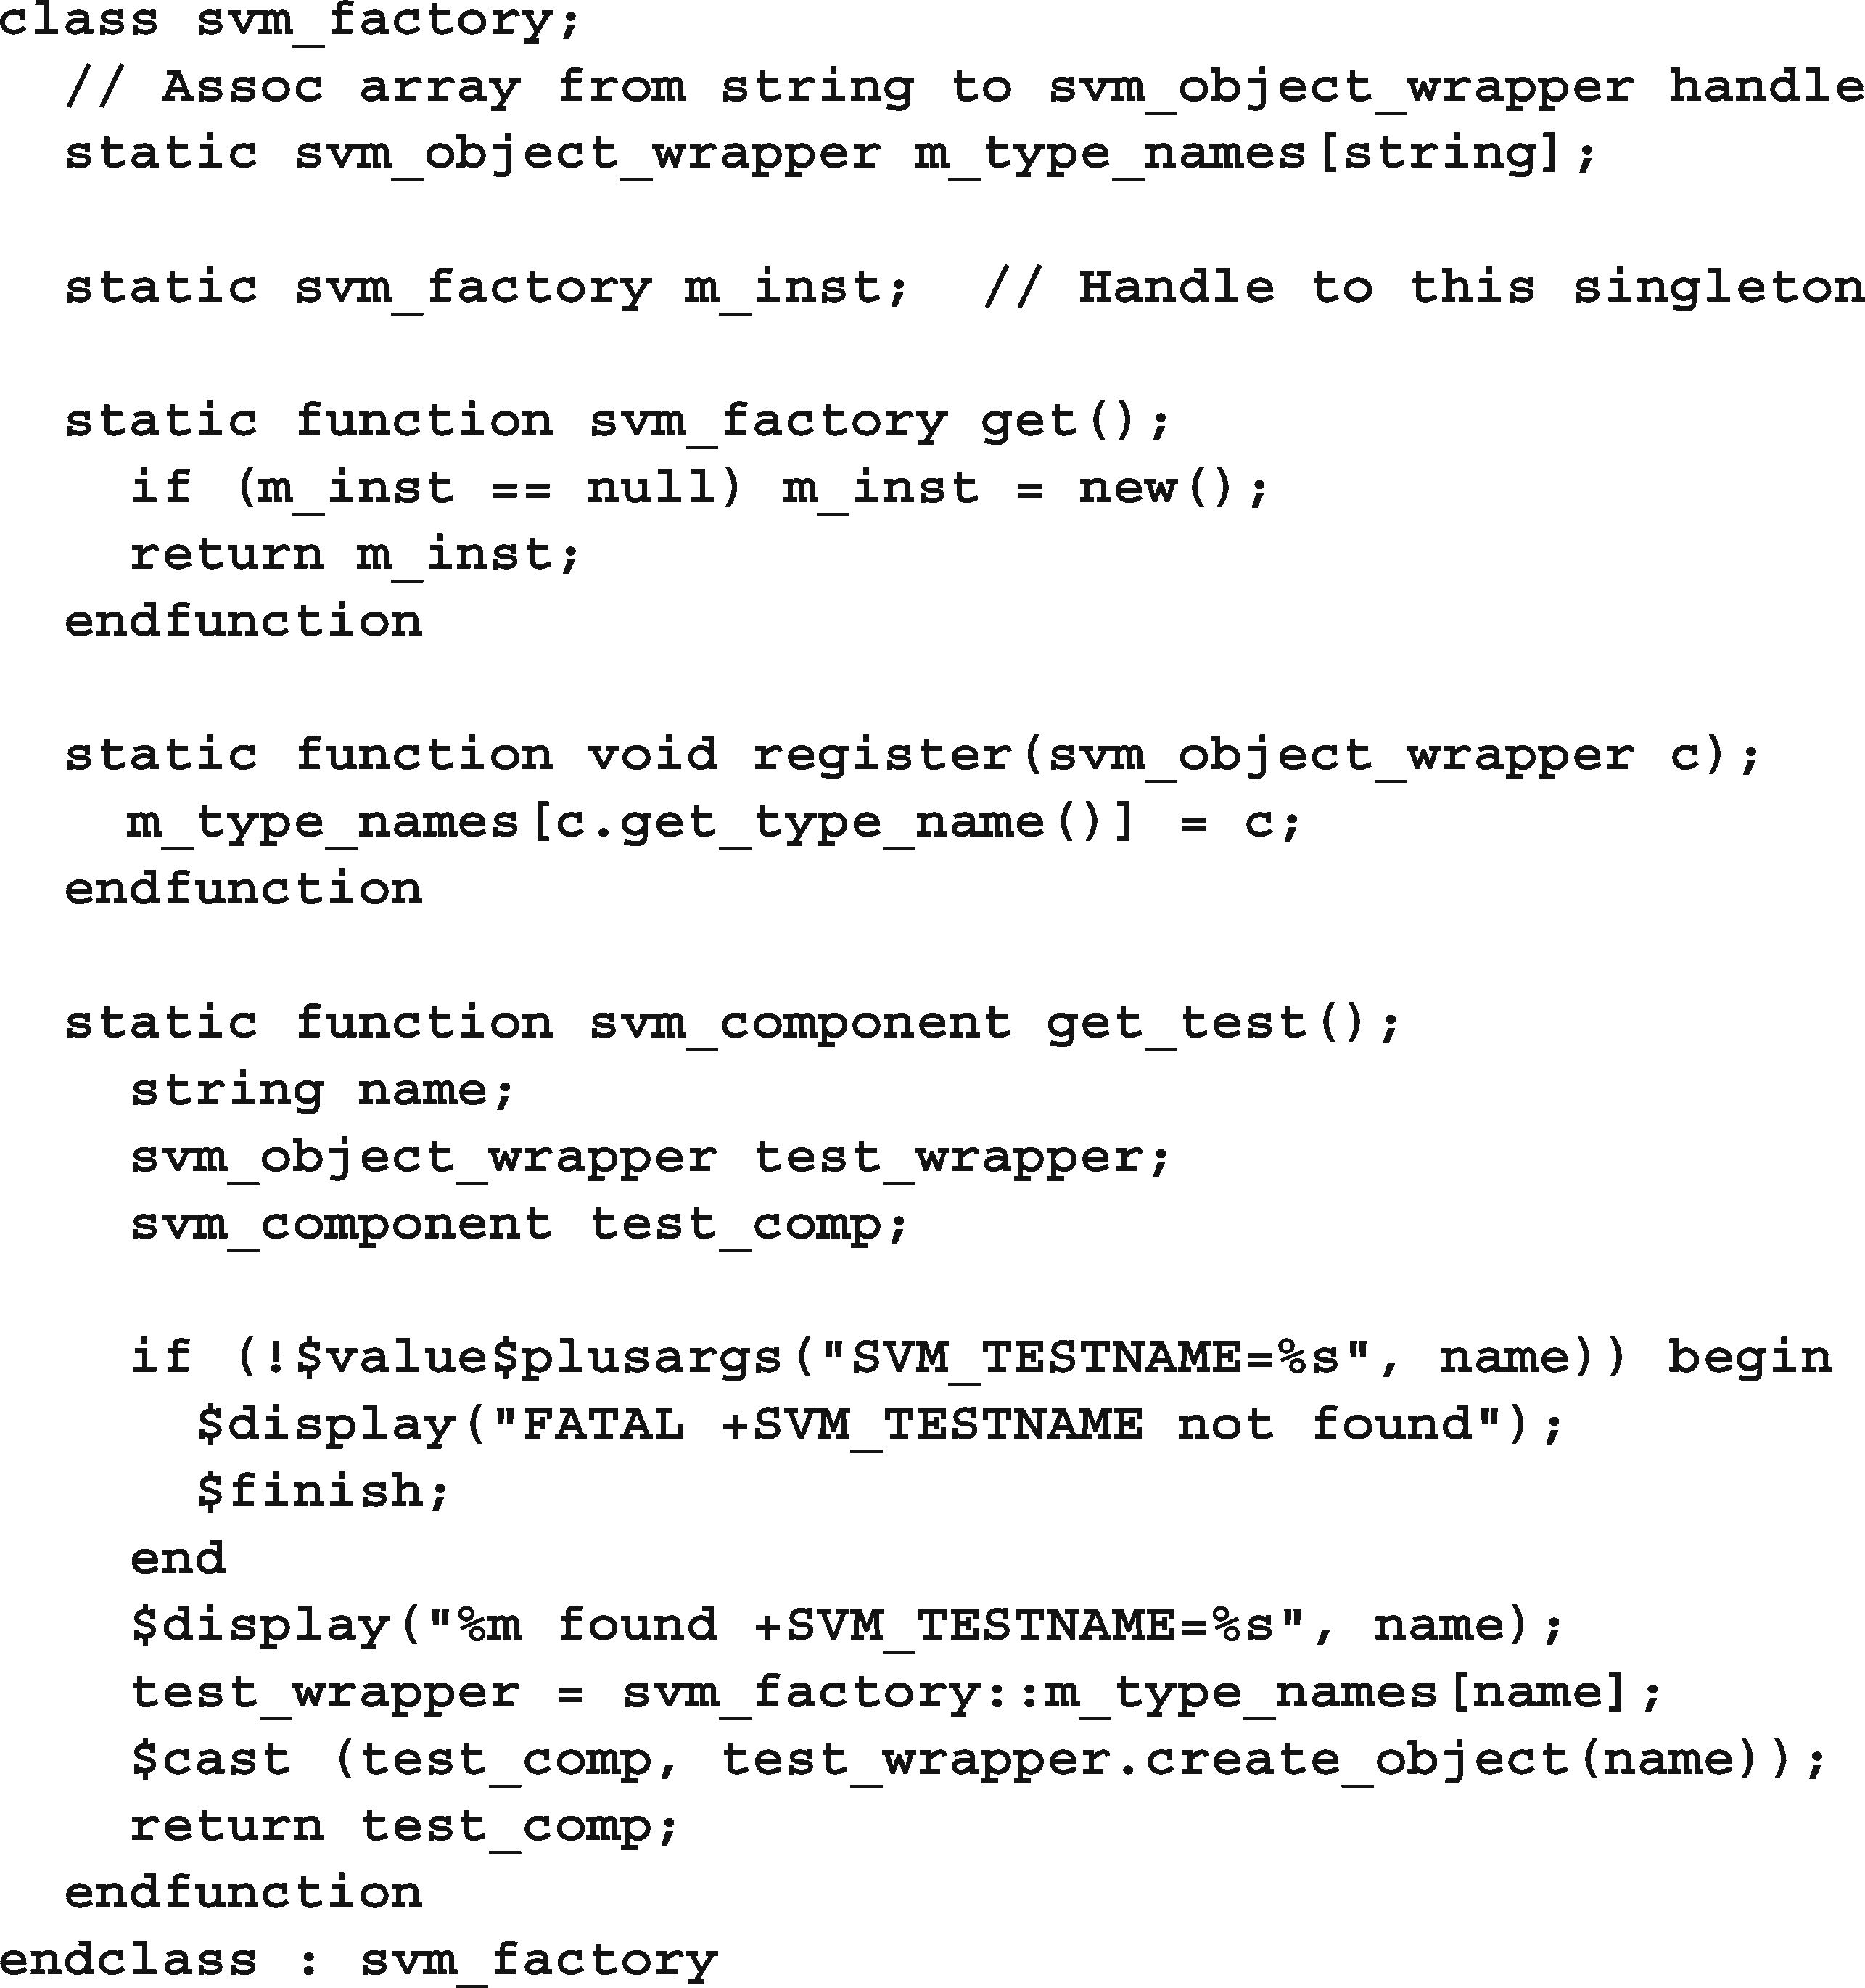 class svm_factory;
  // Assoc array from string to svm_object_wrapper handle
  static svm_object_wrapper m_type_names[string];

  static svm_factory m_inst;  // Handle to this singleton

  static function svm_factory get();
    if (m_inst == null) m_inst = new();
    return m_inst;
  endfunction

  static function void register(svm_object_wrapper c);
    m_type_names[c.get_type_name()] = c;
  endfunction

  static function svm_component get_test();
    string name;
    svm_object_wrapper test_wrapper;
    svm_component test_comp;

    if (!$value$plusargs("SVM_TESTNAME=%s", name)) begin
      $display("FATAL +SVM_TESTNAME not found");
      $finish;
    end
    $display("%m found +SVM_TESTNAME=%s", name);
    test_wrapper = svm_factory::m_type_names[name];
    $cast (test_comp, test_wrapper.create_object(name));
    return test_comp;
  endfunction
endclass : svm_factory